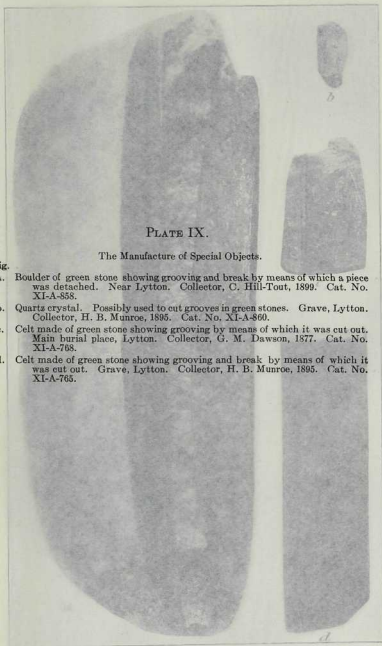 PLATE IX.
The Manufacture of Special Objects.
ig.
a. Boulder of green stone showing grooving and break by means of which a piece
was detached. Near Lytton. Collector, C. Hill-Tout, 1899. Cat. No.
XI-A-858.
b. Quartz crystal. Possibly used to cut grooves in green stones. Grave, Lytton.
Collector, H. B. Munroe, 1895. Cat. No. XI-A-860.
c. Celt made of green stone showing grooving by means of which it was cut out.
Main burial place, Lytton. Collector, G. M. Dawson, 1877. Cat. No.
XI-A-768.
d. Celt made of green stone showing grooving and break by means of which it
was cut out. Grave, Lytton. Collector, H. B. Munroe, 1895. Cat. No.
XI-A-765.
b
d